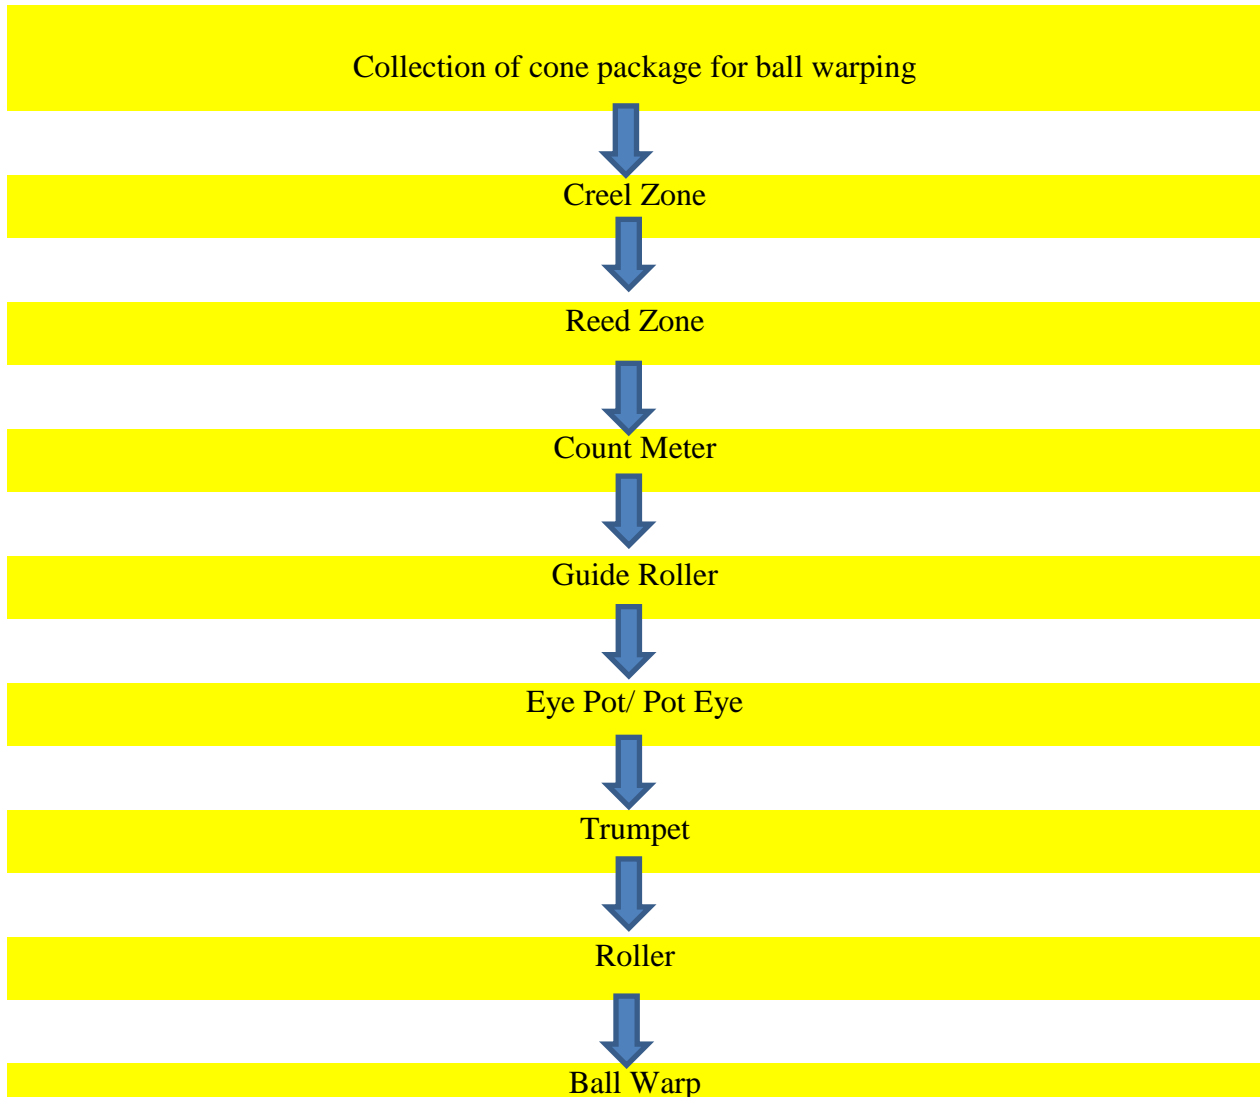 Collection of cone package for ball warping
Creel Zone
Reed Zone
Count Meter
Guide Roller
Eye Pot/ Pot Eye
Trumpet
Roller
Ball Warp